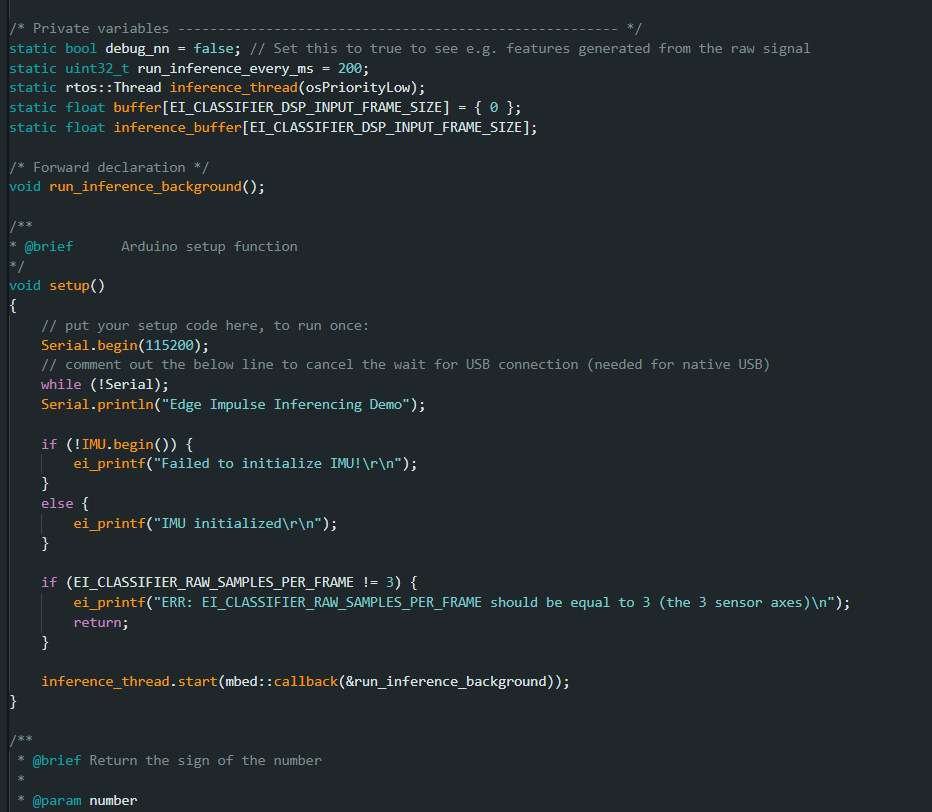 /* Private variables ------------------------------------------------------- */
static bool debug_nn = false; // Set this to true to see e.g. features generated from the raw signal
static uint32_t run_inference_every_ms = 200;
static rtos::Thread inference_thread(osPriorityLow);
static float buffer[EI_CLASSIFIER_DSP_INPUT_FRAME_SIZE] = { 0 };
static float inference_buffer[EI_CLASSIFIER_DSP_INPUT_FRAME_SIZE];

/* Forward declaration */
void run_inference_background();

/**
* @brief      Arduino setup function
*/
void setup()
{
    // put your setup code here, to run once:
    Serial.begin(115200);
    // comment out the below line to cancel the wait for USB connection (needed for native USB)
    while (!Serial);
    Serial.println("Edge Impulse Inferencing Demo");

    if (!IMU.begin()) {
        ei_printf("Failed to initialize IMU!\r\n");
    }
    else {
        ei_printf("IMU initialized\r\n");
    }

    if (EI_CLASSIFIER_RAW_SAMPLES_PER_FRAME != 3) {
        ei_printf("ERR: EI_CLASSIFIER_RAW_SAMPLES_PER_FRAME should be equal to 3 (the 3 sensor axes)\n");
        return;
    }

    inference_thread.start(mbed::callback(&run_inference_background));
}

/**
 * @brief Return the sign of the number
 *
 * @param number